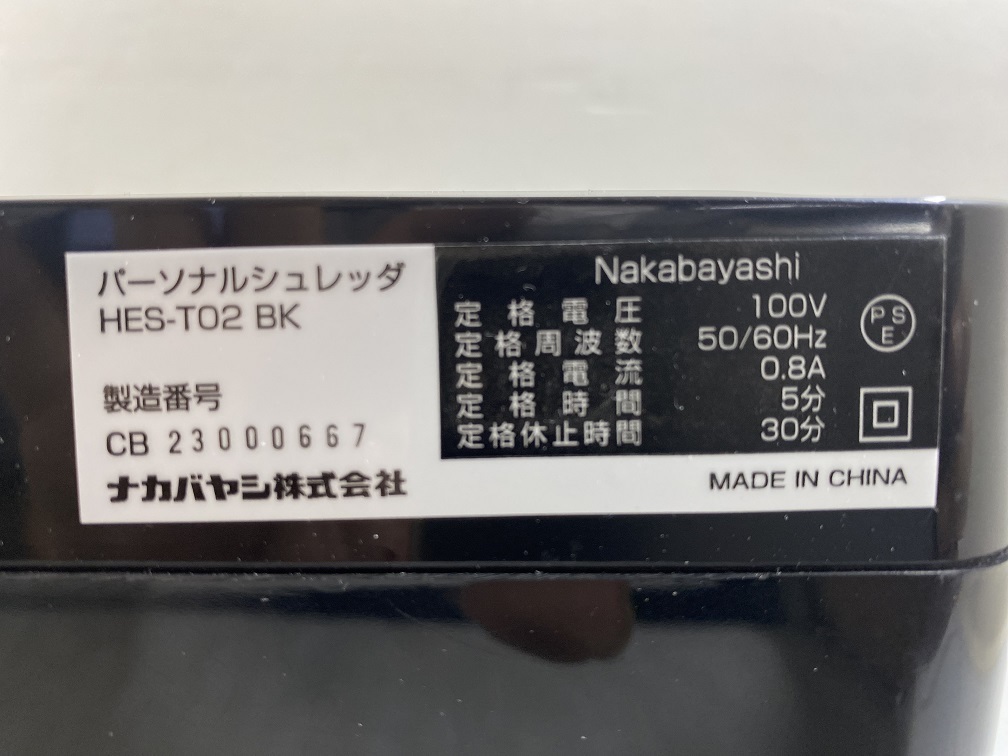 パーソナルシュレッダ
HES-T02 BK
製造番号
CB 23000667
ナカバヤシ株式会社
Nakabayashi
定格電圧 100V
定格周波数 50/60Hz
定格電流 0.8A
定格時間 5分
定格休止時間 30分
PS
E
MADE IN CHINA